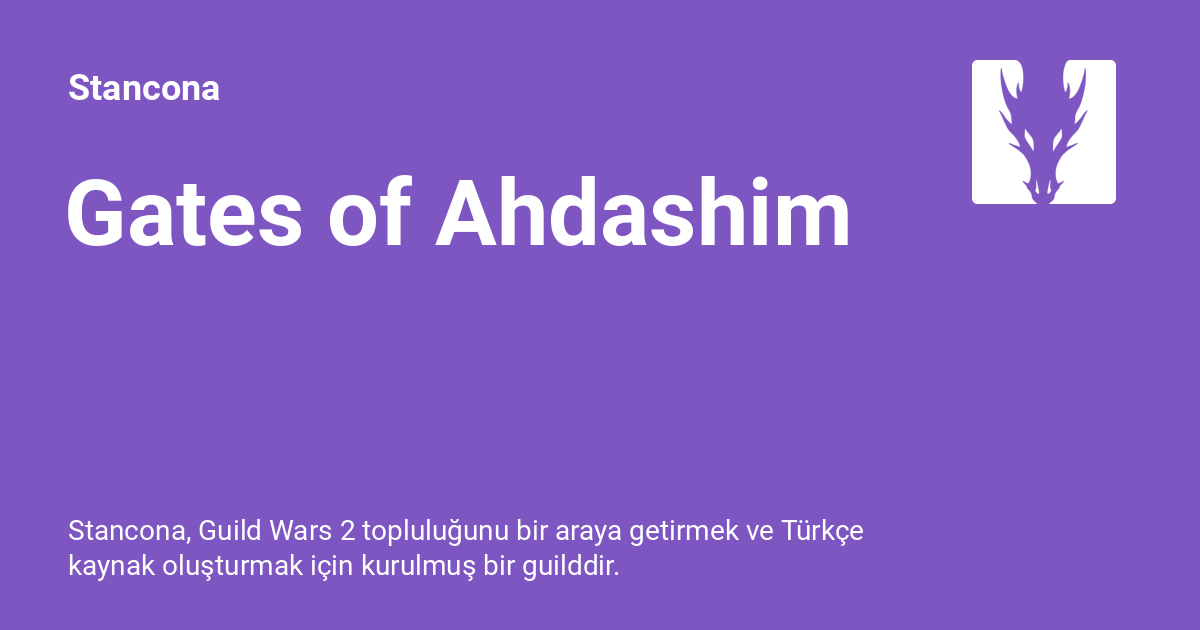 Stancona
Gates of Ahdashim
Stancona, Guild Wars 2 topluluğunu bir araya getirmek ve Türkçe
kaynak oluşturmak için kurulmuş bir guilddir.